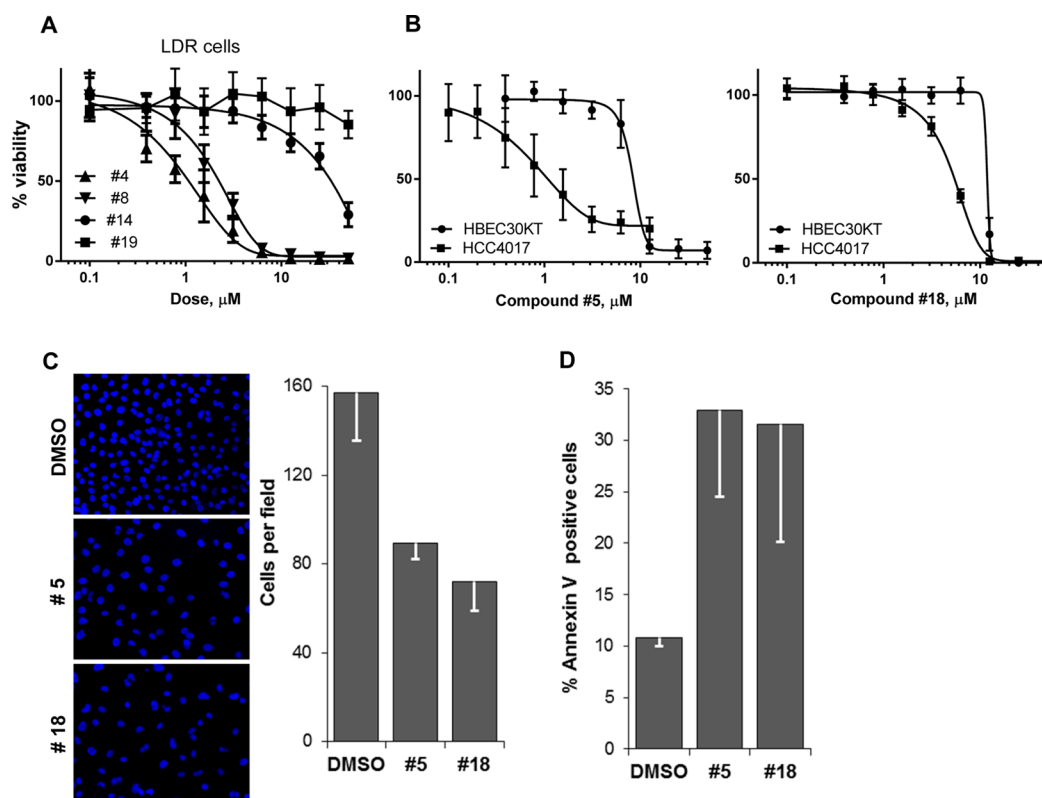 A
LDR cells
% viability
100
50
0
#4
#8
#14
#19
0.1
1
10
Dose, μM
B
100
50
0
HBEC30KT
HCC4017
0.1
1
10
Compound #5, μM
100
50
0
HBEC30KT
HCC4017
0.1
1
10
Compound #18, μM
C
DMSO
# 5
# 18
Cells per field
160
120
80
40
0
DMSO
#5
#18
D
% Annexin V positive cells
35
30
25
20
15
10
5
0
DMSO
#5
#18